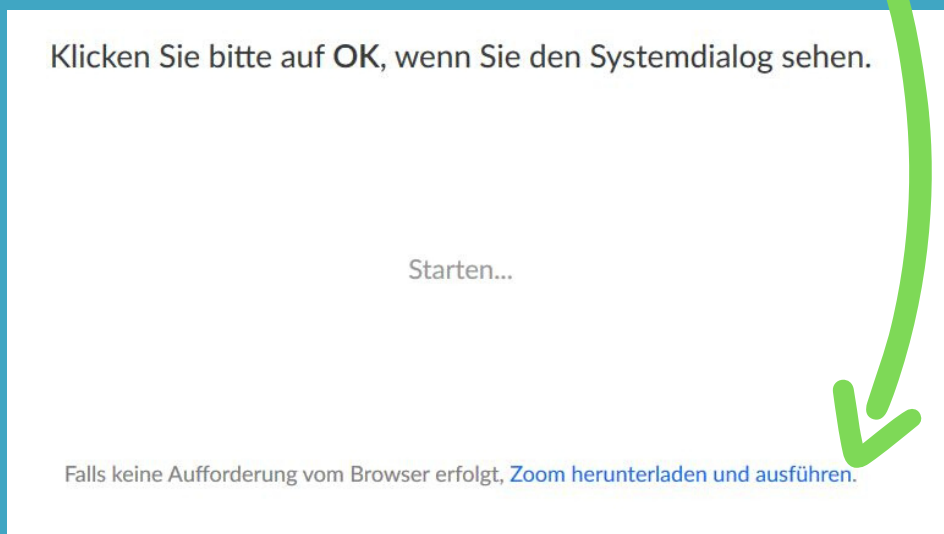 Klicken Sie bitte auf OK, wenn Sie den Systemdialog sehen.
Starten...
Falls keine Aufforderung vom Browser erfolgt, Zoom herunterladen und ausführen.